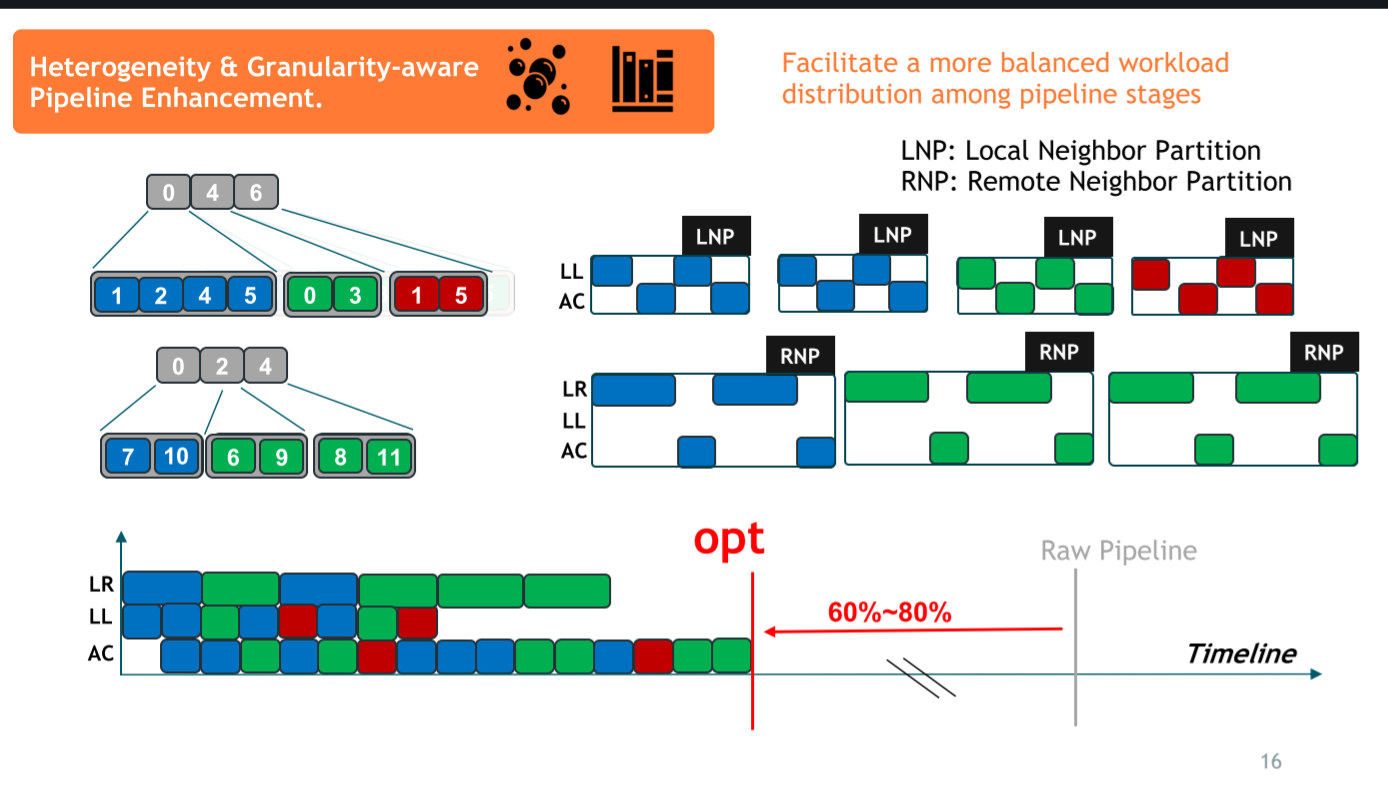 Heterogeneity & Granularity-aware
Pipeline Enhancement.
Facilitate a more balanced workload
distribution among pipeline stages
LNP: Local Neighbor Partition
RNP: Remote Neighbor Partition
0 4 6
1 2 4 5 0 3 1 5
LNP LNP LNP LNP
LL
AC
0 2 4
7 10 6 9 8 11
RNP RNP RNP
LR
LL
AC
opt
Raw Pipeline
60%~80%
LR
LL
AC
Timeline
16